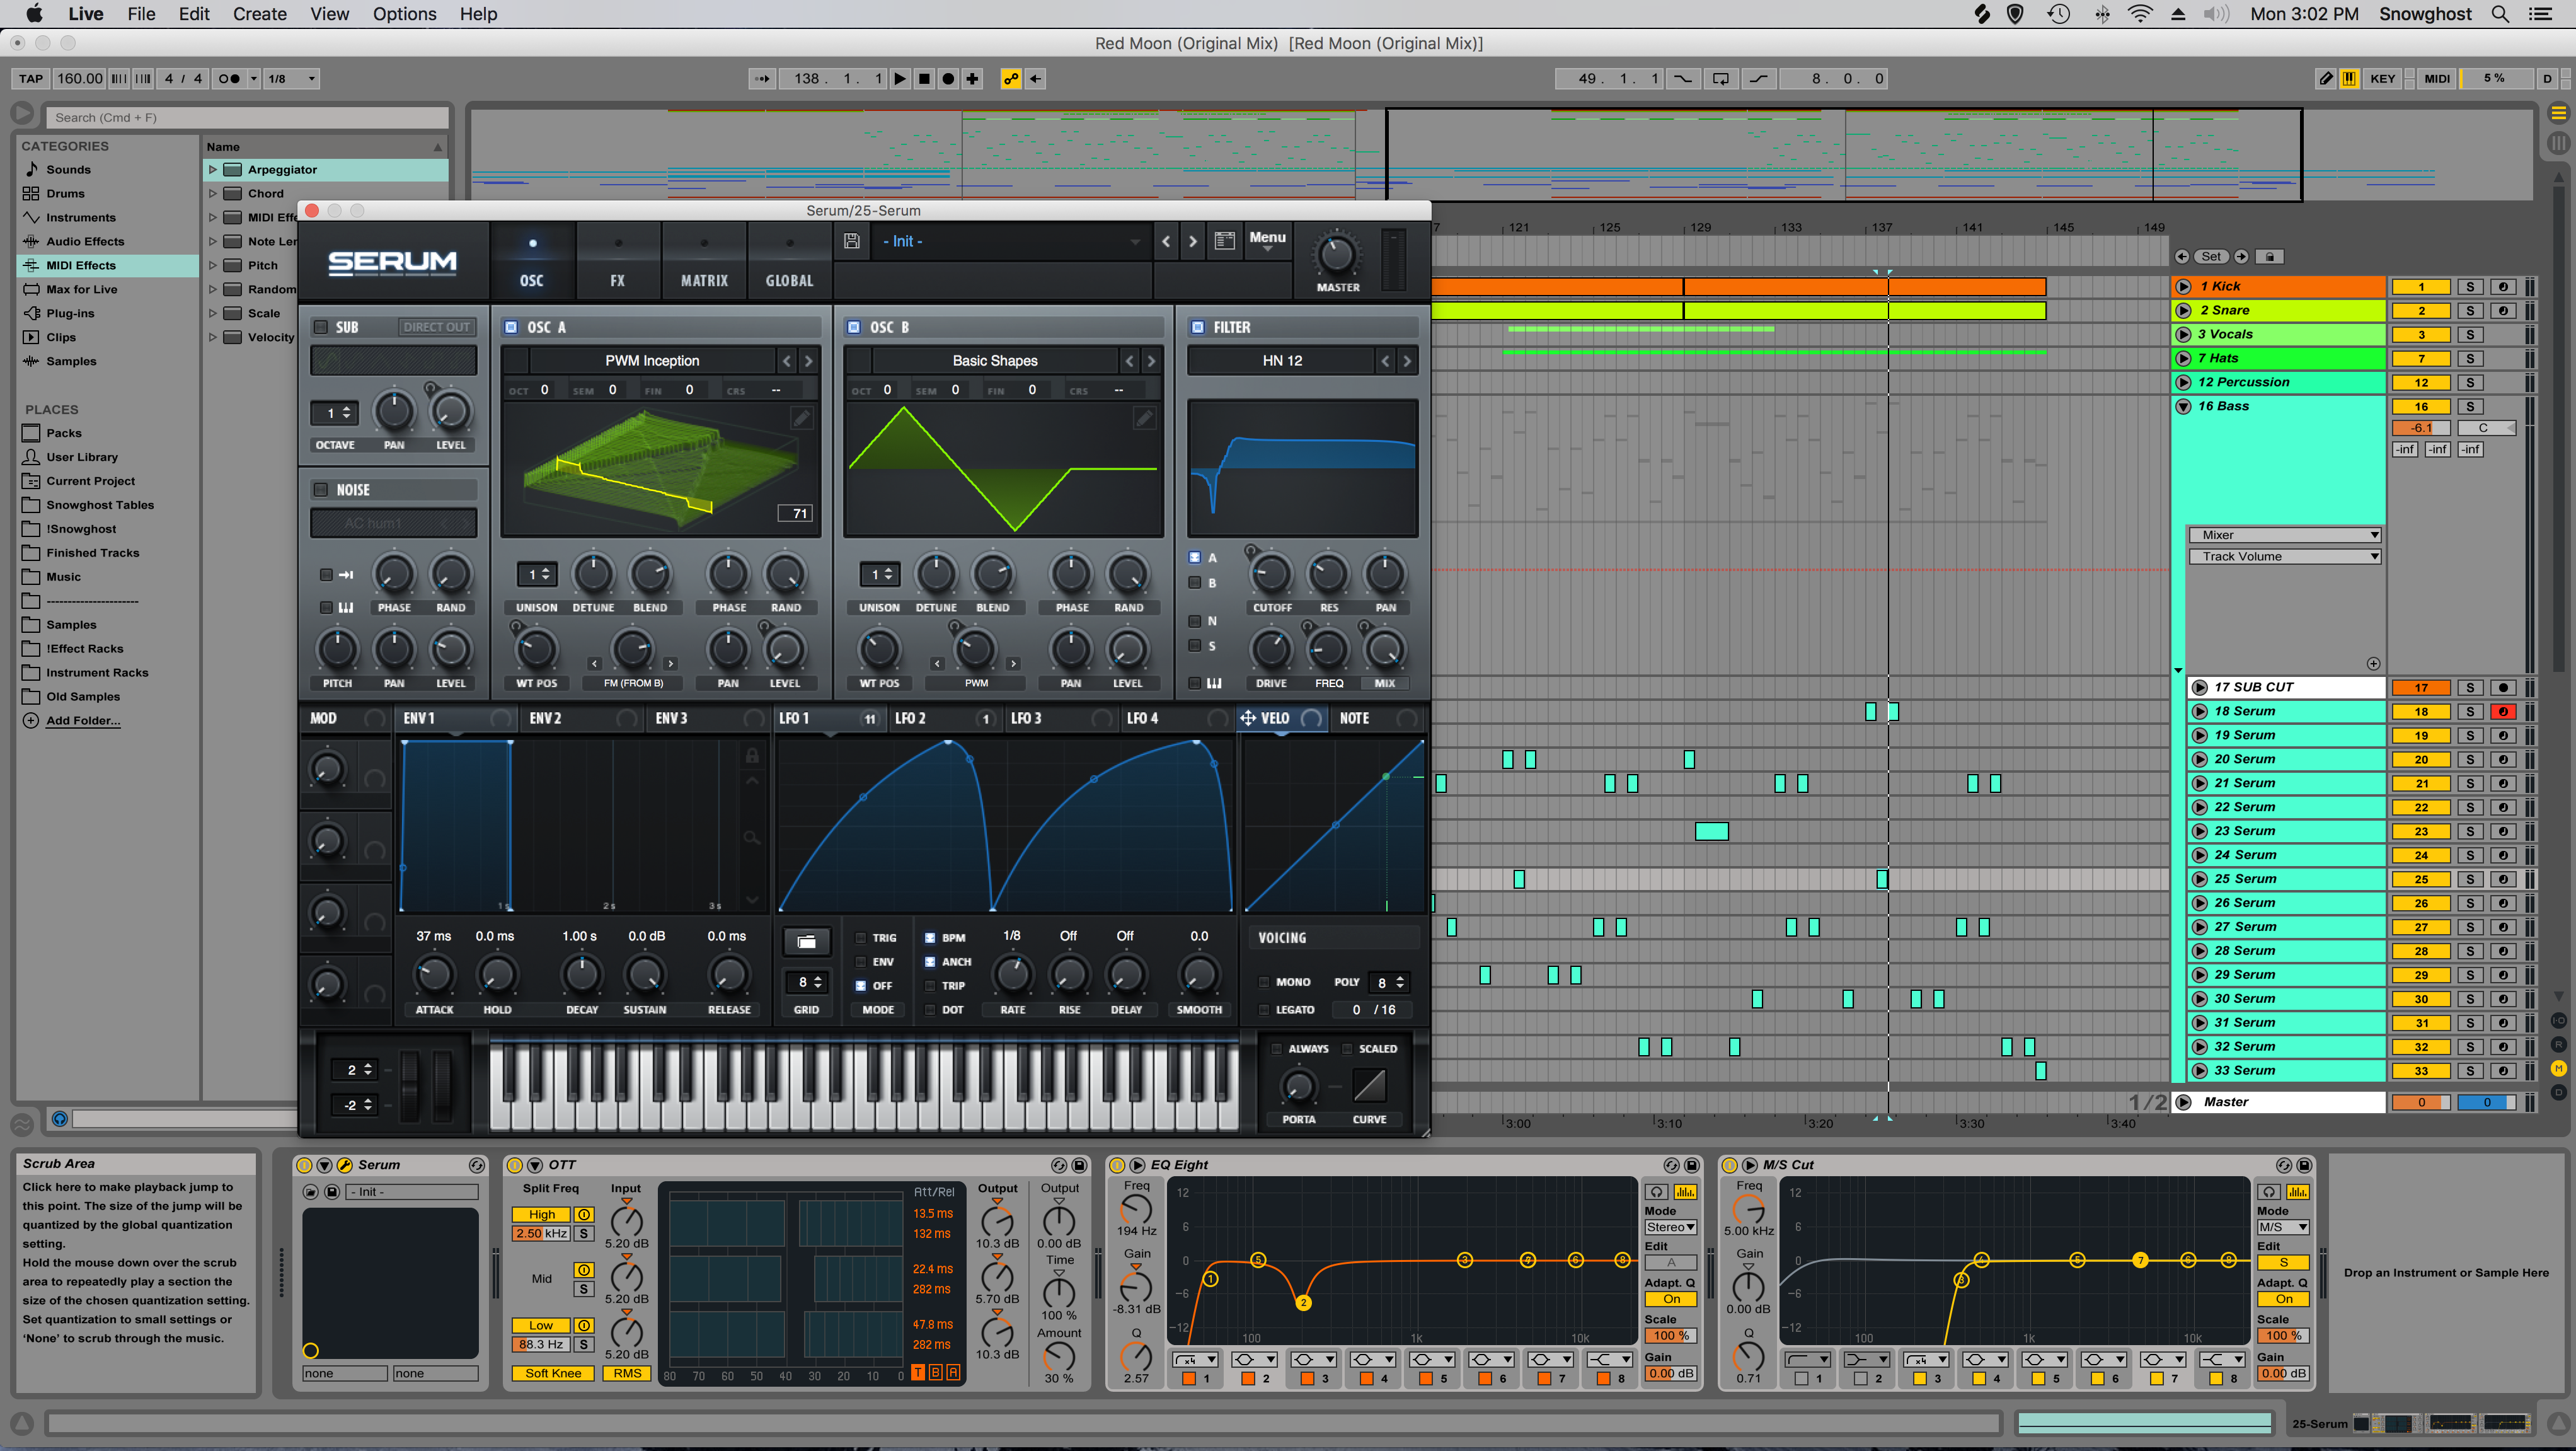 Live File Edit Create View Options Help Mon 3:02 PM Snowghost
Red Moon (Original Mix) [Red Moon (Original Mix)]
TAP 160.00 4 / 4 1/8 138. 1. 1 49. 1. 1 8. 0. 0 KEY MIDI 5 % D
Search (Cmd + F)
CATEGORIES
Sounds
Drums
Instruments
Audio Effects
MIDI Effects
Max for Live
Plug-ins
Clips
Samples
PLACES
Packs
User Library
Current Project
Snowghost Tables
!Snowghost
Finished Tracks
Music
----------------------
Samples
!Effect Racks
Instrument Racks
Old Samples
Add Folder...
Name
Arpeggiator
Chord
MIDI Effe
Note Len
Pitch
Random
Scale
Velocity
Serum/25-Serum
SERUM OSC FX MATRIX GLOBAL - Init - Menu MASTER
SUB DIRECT OUT
1
OCTAVE PAN LEVEL
NOISE
AC hum1
PHASE RAND
PITCH PAN LEVEL
OSC A
PWM Inception
OCT 0 SEM 0 FIN 0 CRS --
71
1
UNISON DETUNE BLEND PHASE RAND
WT POS FM (FROM B) PAN LEVEL
OSC B
Basic Shapes
OCT 0 SEM 0 FIN 0 CRS --
1
UNISON DETUNE BLEND PHASE RAND
WT POS PWM PAN LEVEL
FILTER
HN 12
A
B
N
S
CUTOFF RES PAN
DRIVE FREQ MIX
MOD ENV 1 ENV 2 ENV 3 LFO 1 11 LFO 2 1 LFO 3 LFO 4 VELO NOTE
1 s 2 s 3 s
37 ms 0.0 ms 1.00 s 0.0 dB 0.0 ms
ATTACK HOLD DECAY SUSTAIN RELEASE
8
GRID
TRIG
ENV
OFF
MODE
BPM
ANCH
TRIP
DOT
1/8 Off Off 0.0
RATE RISE DELAY SMOOTH
VOICING
MONO POLY 8
LEGATO 0 / 16
2
-2
ALWAYS SCALED
PORTA CURVE
7 121 125 129 133 137 141 145 149
Set
1 Kick 1 S
2 Snare 2 S
3 Vocals 3 S
7 Hats 7 S
12 Percussion 12 S
16 Bass 16 S
-6.1 C
-inf -inf -inf
Mixer
Track Volume
17 SUB CUT 17 S
18 Serum 18 S
19 Serum 19 S
20 Serum 20 S
21 Serum 21 S
22 Serum 22 S
23 Serum 23 S
24 Serum 24 S
25 Serum 25 S
26 Serum 26 S
27 Serum 27 S
28 Serum 28 S
29 Serum 29 S
30 Serum 30 S
31 Serum 31 S
32 Serum 32 S
33 Serum 33 S
1/2 Master 0 0
3:00 3:10 3:20 3:30 3:40
Scrub Area
Click here to make playback jump to
this point. The size of the jump will be
quantized by the global quantization
setting.
Hold the mouse down over the scrub
area to repeatedly play a section the
size of the chosen quantization setting.
Set quantization to small settings or
‘None’ to scrub through the music.
Serum
- Init -
none none
OTT
Split Freq Input Att/Rel Output Output
High 13.5 ms
2.50 kHz S 5.20 dB 132 ms 10.3 dB 0.00 dB
Time
Mid 22.4 ms
S 5.20 dB 282 ms 5.70 dB 100 %
Low 47.8 ms Amount
88.3 Hz S 5.20 dB 282 ms 10.3 dB
Soft Knee RMS 80 70 60 50 40 30 20 10 0 T B A 30 %
EQ Eight
Freq
194 Hz
Gain
-8.31 dB
Q
2.57
12
6
0
-6
-12
100 1K 10K
1 2 3 4 5 6 7 8
Mode
Stereo
Edit
A
Adapt. Q
On
Scale
100 %
Gain
0.00 dB
M/S Cut
Freq
5.00 kHz
Gain
0.00 dB
Q
0.71
12
6
0
-6
-12
100 1K 10K
1 2 3 4 5 6 7 8
Mode
M/S
Edit
S
Adapt. Q
On
Scale
100 %
Gain
0.00 dB
Drop an Instrument or Sample Here
25-Serum